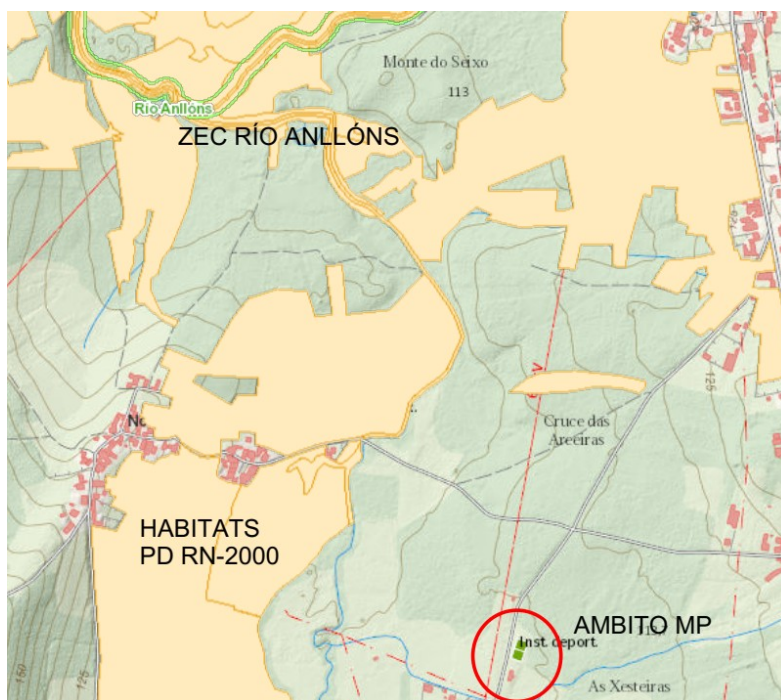 Monte do Seixo
113
Río Anllóns
ZEC RÍO ANLLÓNS
125
Cruce das
Areeiras
HABITATS
PD RN-2000
AMBITO MP
Inst. deport.
As Xesteiras
150
125